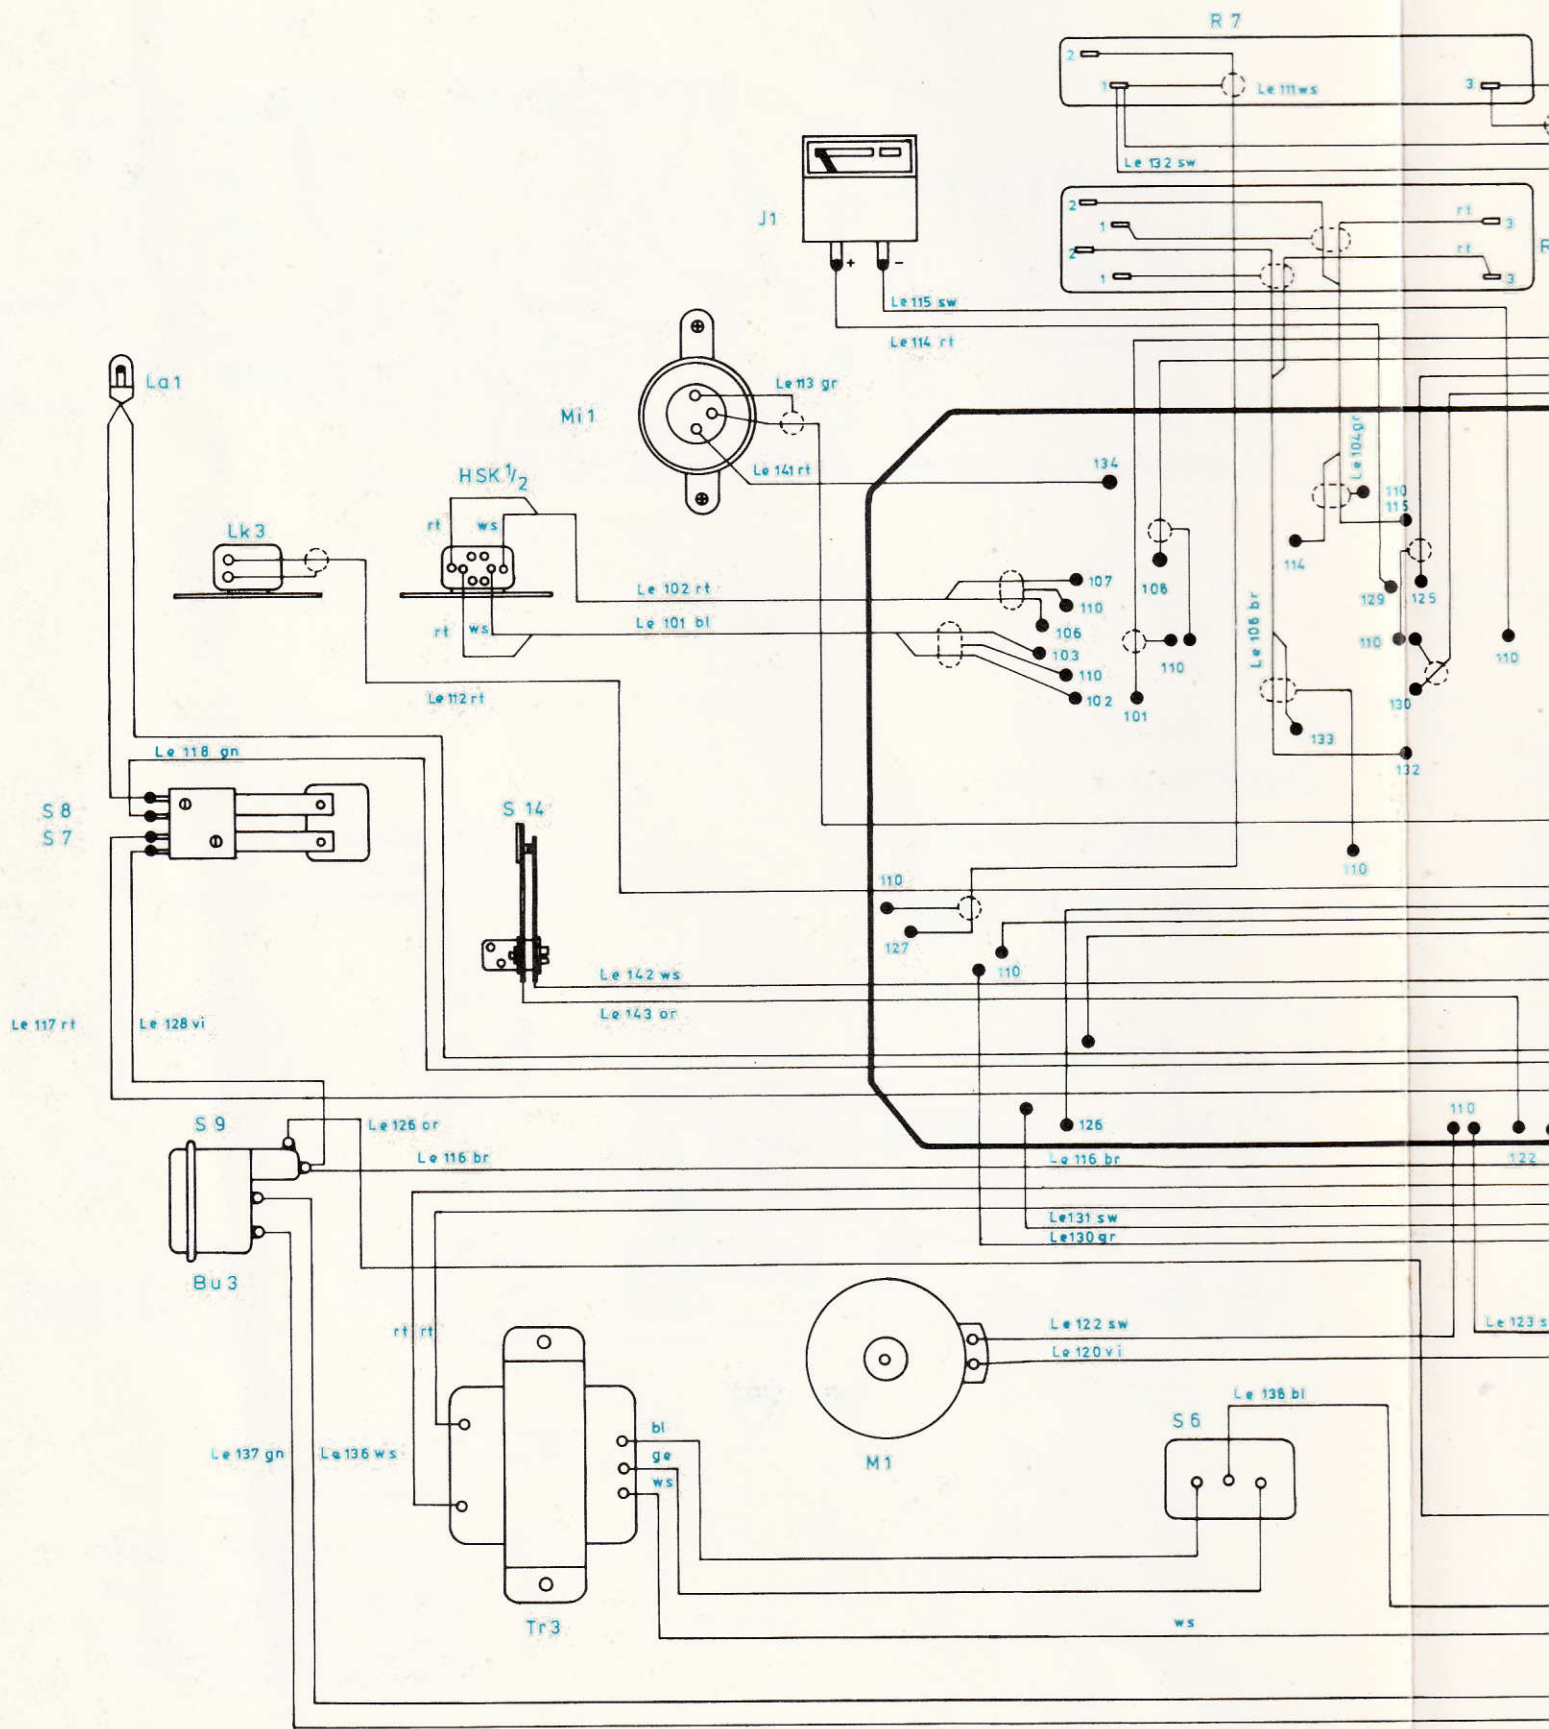 R 7
2
1
Le 111 ws
3
Le 132 sw
J1
+
-
2
1
2
1
rt
3
rt
3
R
Le 115 sw
Le 114 rt
La1
Mi1
Le 113 gr
Le 141 rt
134
Le 104 gr
110
115
HSK 1/2
rt
ws
Lk 3
Le 102 rt
107
110
106
108
114
129
125
rt
ws
Le 101 bl
103
110
102
110
101
Le 106 br
110
110
130
Le 112 rt
133
132
Le 118 gn
S 8
S 7
S 14
110
110
127
110
Le 142 ws
Le 143 or
Le 117 rt
Le 128 vi
S 9
Le 126 or
126
110
122
Le 116 br
Le 116 br
Le 131 sw
Le 130 gr
Bu 3
rt
rt
Le 122 sw
Le 120 vi
Le 123 s
Le 138 bl
S 6
Le 137 gn
Le 136 ws
bl
ge
ws
M1
Tr 3
ws